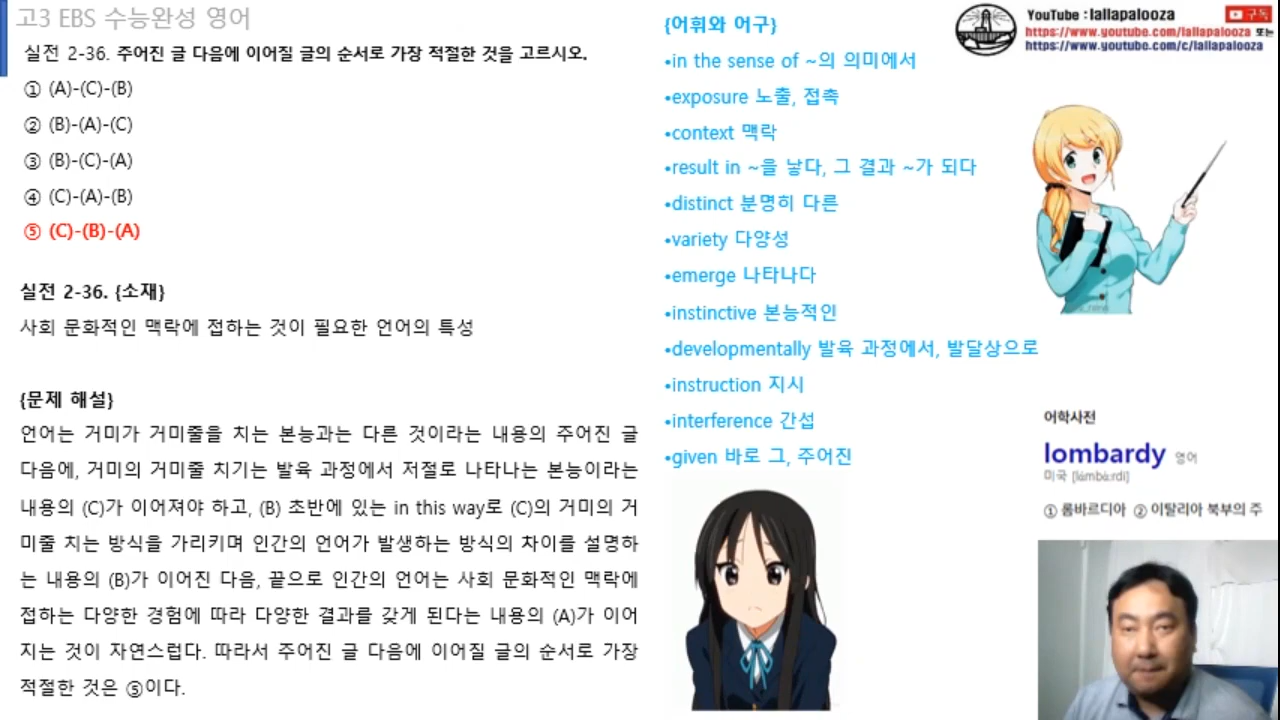 고3 EBS 수능완성 영어
실전 2-36. 주어진 글 다음에 이어질 글의 순서로 가장 적절한 것을 고르시오.
① (A)-(C)-(B)
② (B)-(A)-(C)
③ (B)-(C)-(A)
④ (C)-(A)-(B)
⑤ (C)-(B)-(A)
실전 2-36. {소재}
사회 문화적인 맥락에 접하는 것이 필요한 언어의 특성
{문제 해설}
언어는 거미가 거미줄을 치는 본능과는 다른 것이라는 내용의 주어진 글
다음에, 거미의 거미줄 치기는 발육 과정에서 저절로 나타나는 본능이라는
내용의 (C)가 이어져야 하고, (B) 초반에 있는 in this way로 (C)의 거미의 거
미줄 치는 방식을 가리키며 인간의 언어가 발생하는 방식의 차이를 설명하
는 내용의 (B)가 이어진 다음, 끝으로 인간의 언어는 사회 문화적인 맥락에
접하는 다양한 경험에 따라 다양한 결과를 갖게 된다는 내용의 (A)가 이어
지는 것이 자연스럽다. 따라서 주어진 글 다음에 이어질 글의 순서로 가장
적절한 것은 ⑤이다.
{어휘와 어구}
•in the sense of ~의 의미에서
•exposure 노출, 접촉
•context 맥락
•result in ~을 낳다, 그 결과 ~가 되다
•distinct 분명히 다른
•variety 다양성
•emerge 나타나다
•instinctive 본능적인
•developmentally 발육 과정에서, 발달상으로
•instruction 지시
•interference 간섭
•given 바로 그, 주어진
YouTube : lallapalooza
구독
https://www.youtube.com/lallapalooza 또는
https://www.youtube.com/c/lallapalooza
어학사전
lombardy 영어
미국 [lámbà:rdi]
① 롬바르디아 ② 이탈리아 북부의 주